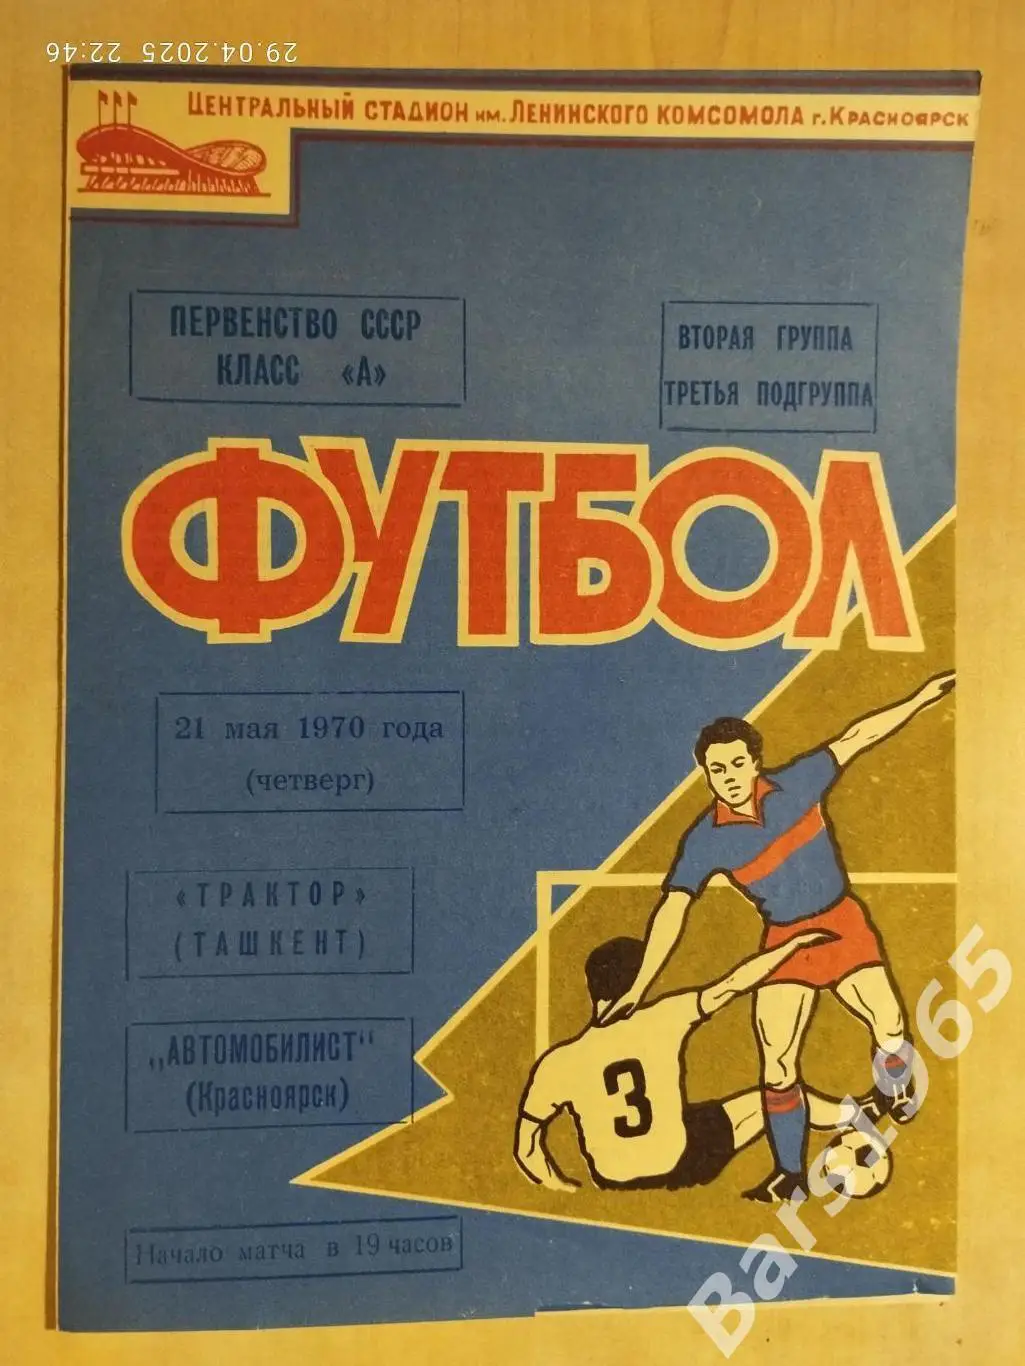 29.04.2025 22:46
ЦЕНТРАЛЬНЫЙ СТАДИОН им. ЛЕНИНСКОГО КОМСОМОЛА г. КРАСНОЯРСК
ПЕРВЕНСТВО СССР
КЛАСС «А»
ВТОРАЯ ГРУППА
ТРЕТЬЯ ПОДГРУППА
ФУТБОЛ
21 мая 1970 года
(четверг)
«ТРАКТОР»
(ТАШКЕНТ)
„АВТОМОБИЛИСТ"
(Красноярск)
3
Начало матча в 19 часов
Bars1965